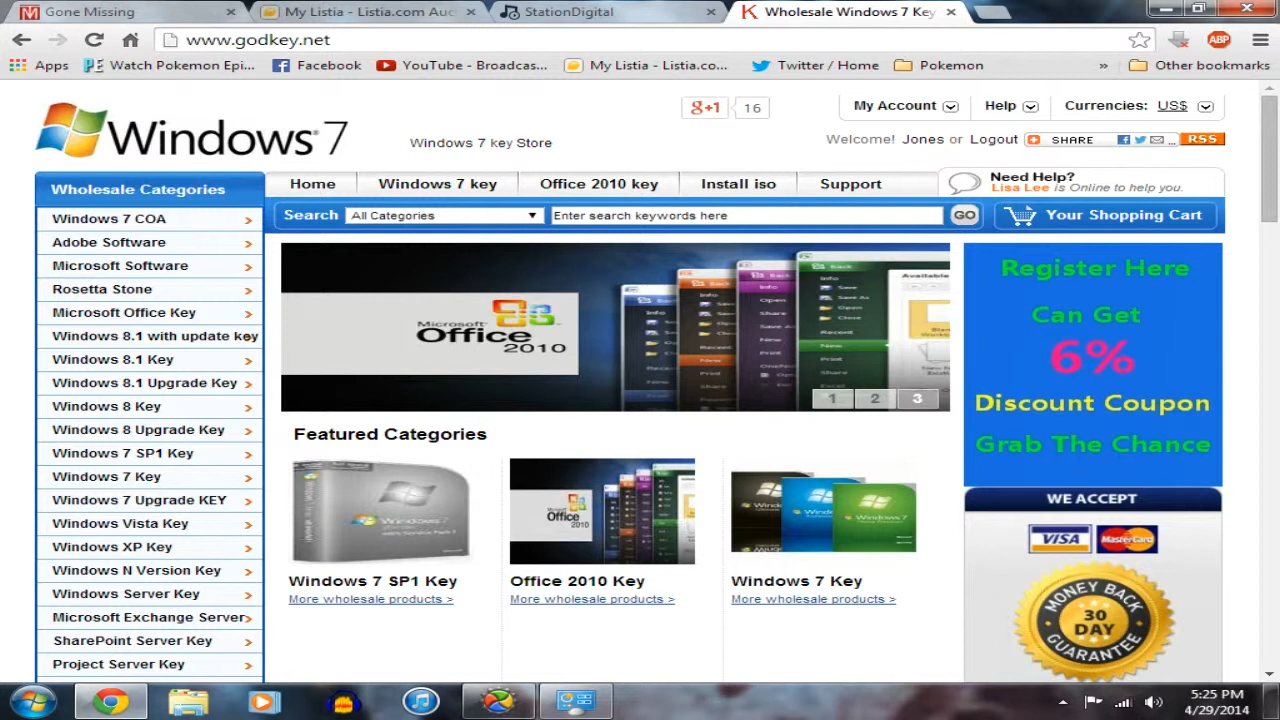 Gone Missing
My Listia - Listia.com Auc
StationDigital
Wholesale Windows 7 Key
www.godkey.net
ABP
Apps
Watch Pokemon Epi...
Facebook
YouTube - Broadcas...
My Listia - Listia.co...
Twitter / Home
Pokemon
»
Other bookmarks
Windows 7
Windows 7 key Store
g+1 16
My Account
Help
Currencies: US$
Welcome! Jones or Logout
SHARE
...
RSS
Wholesale Categories
Home
Windows 7 key
Office 2010 key
Install iso
Support
Need Help?
Lisa Lee is Online to help you.
Search
All Categories
Enter search keywords here
GO
Your Shopping Cart
Windows 7 COA
Adobe Software
Microsoft Software
Rosetta Stone
Microsoft Office Key
Windows 8.1 with update key
Windows 8.1 Key
Windows 8.1 Upgrade Key
Windows 8 Key
Windows 8 Upgrade Key
Windows 7 SP1 Key
Windows 7 Key
Windows 7 Upgrade KEY
Windows Vista Key
Windows XP Key
Windows N Version Key
Windows Server Key
Microsoft Exchange Server
SharePoint Server Key
Project Server Key
Microsoft
Office
2010
1 2 3
Register Here
Can Get
6%
Discount Coupon
Grab The Chance
Featured Categories
Windows 7 SP1 Key
More wholesale products >
Office 2010 Key
More wholesale products >
Windows 7 Key
More wholesale products >
WE ACCEPT
VISA
MasterCard
MONEY BACK
30
DAY
GUARANTEE
5:25 PM
4/29/2014